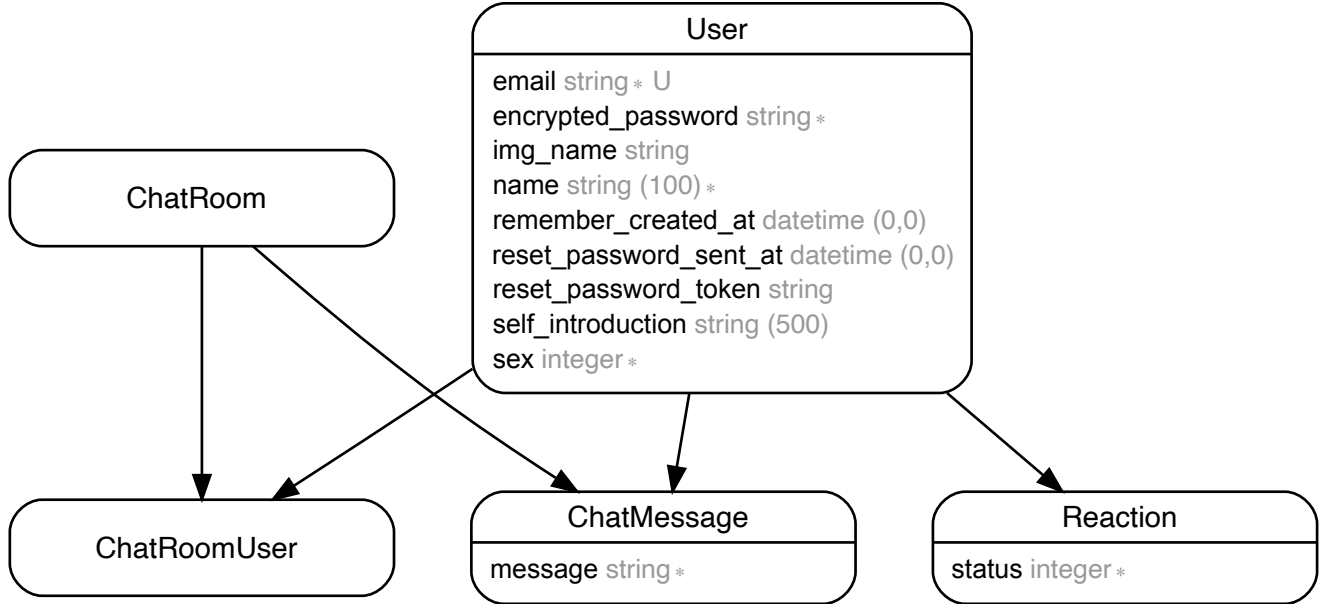 User
email string * U
encrypted_password string *
img_name string
name string (100) *
remember_created_at datetime (0,0)
reset_password_sent_at datetime (0,0)
reset_password_token string
self_introduction string (500)
sex integer *
ChatRoom
ChatRoomUser
ChatMessage
message string *
Reaction
status integer *